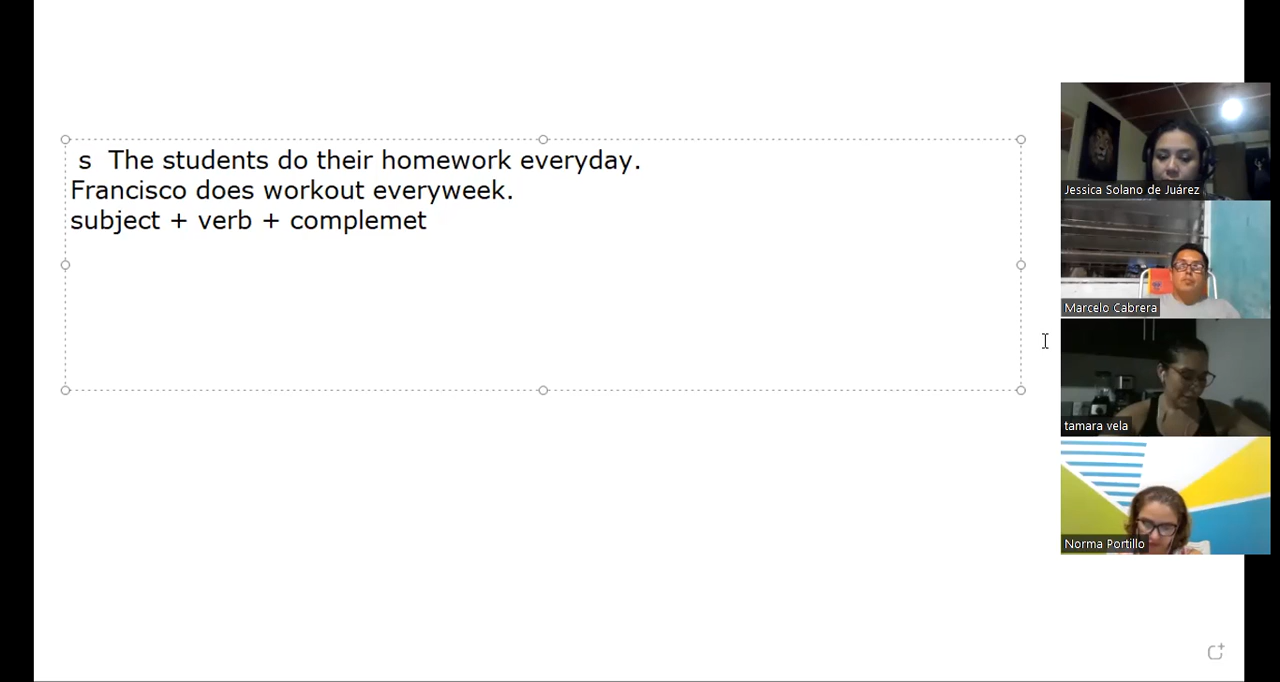 s The students do their homework everyday.
Francisco does workout everyweek.
subject + verb + complemet
Jessica Solano de Juárez
Marcelo Cabrera
tamara vela
Norma Portillo